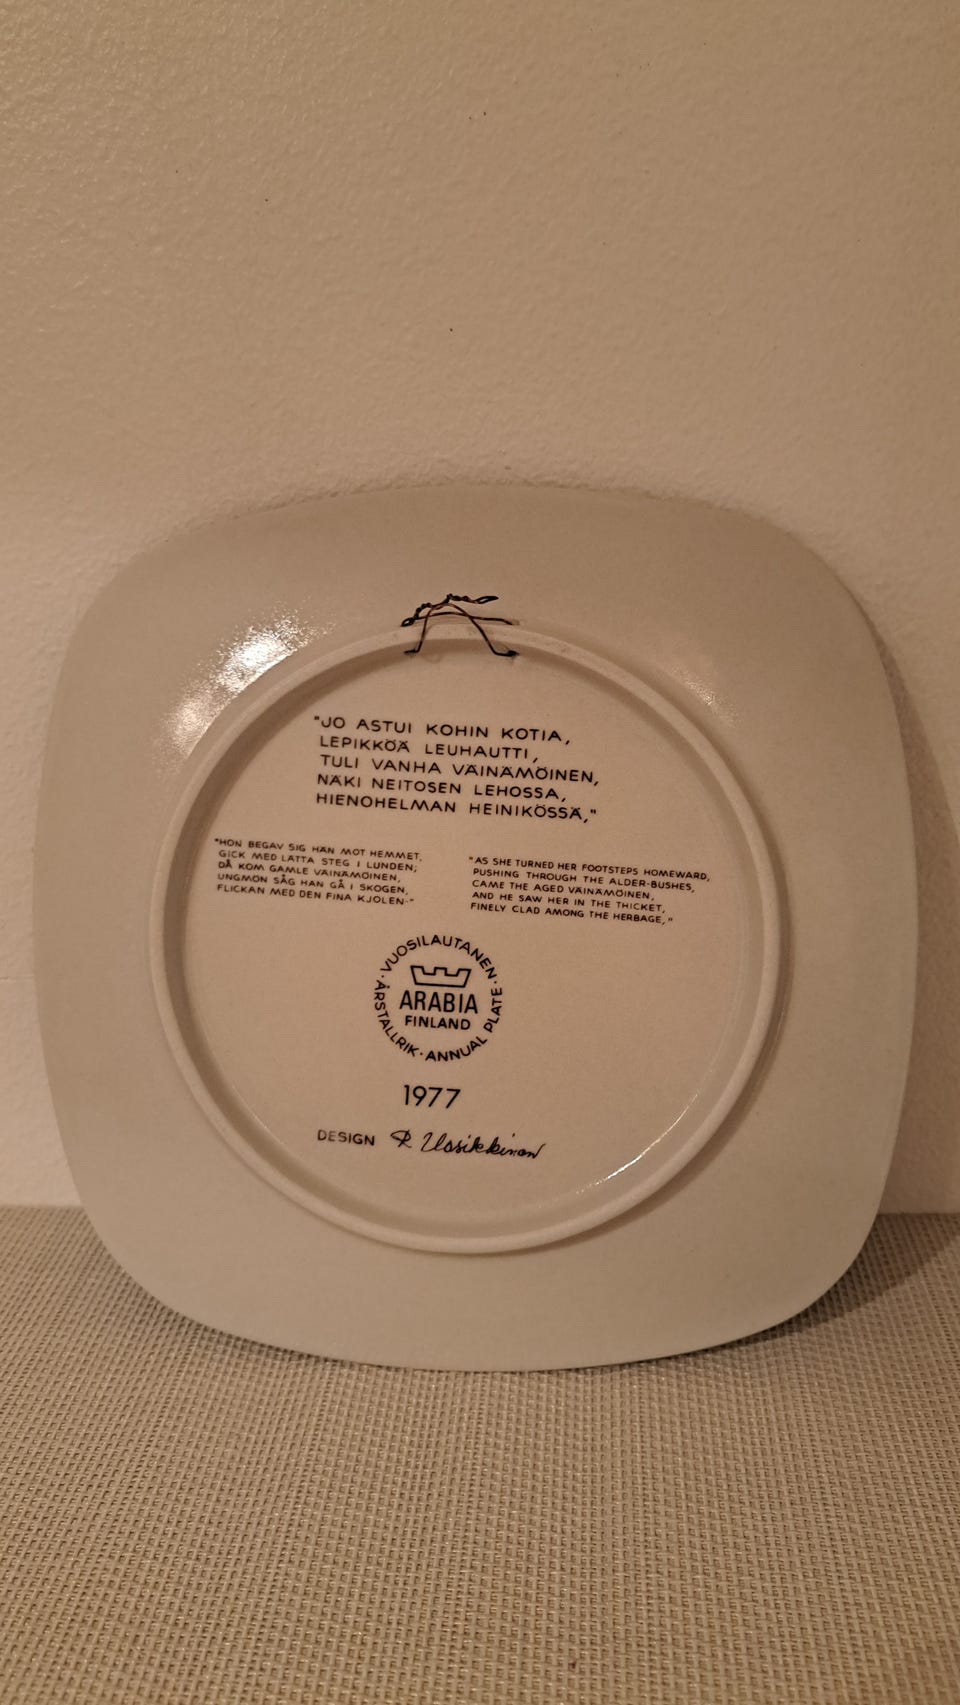 "JO ASTUI KOHIN KOTIA,
LEPIKKÖÄ LEUHAUTTI,
TULI VANHA VÄINÄMÖINEN,
NÄKI NEITOSEN LEHOSSA,
HIENOHELMAN HEINIKÖSSÄ,"
"HON BEGAV SIG HÄN MOT HEMMET,
GICK MED LÄTTA STEG I LUNDEN;
DÅ KOM GAMLE VÄINÄMÖINEN,
UNGMÖN SÅG HAN GÅ I SKOGEN,
FLICKAN MED DEN FINA KJOLEN-"
"AS SHE TURNED HER FOOTSTEPS HOMEWARD,
PUSHING THROUGH THE ALDER-BUSHES,
CAME THE AGED VÄINÄMÖINEN,
AND HE SAW HER IN THE THICKET,
FINELY CLAD AMONG THE HERBAGE,"
·VUOSILAUTANEN·
ARABIA
FINLAND
ÅRSTALLRIK·ANNUAL PLATE
1977
DESIGN R. Uosikkinen